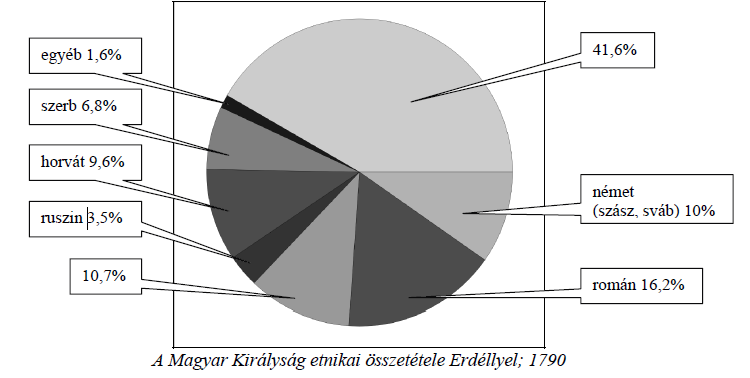 egyéb 1,6%
41,6%
szerb 6,8%
horvát 9,6%
német
(szász, sváb) 10%
ruszin 3,5%
10,7%
román 16,2%
A Magyar Királyság etnikai összetétele Erdéllyel; 1790